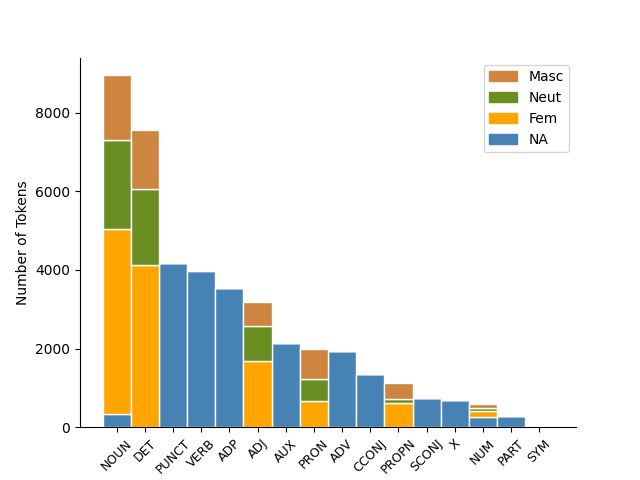 Masc
Neut
Fem
NA
Number of Tokens
8000
6000
4000
2000
0
NOUN
DET
PUNCT
VERB
ADP
ADJ
AUX
PRON
ADV
CCONJ
PROPN
SCONJ
X
NUM
PART
SYM